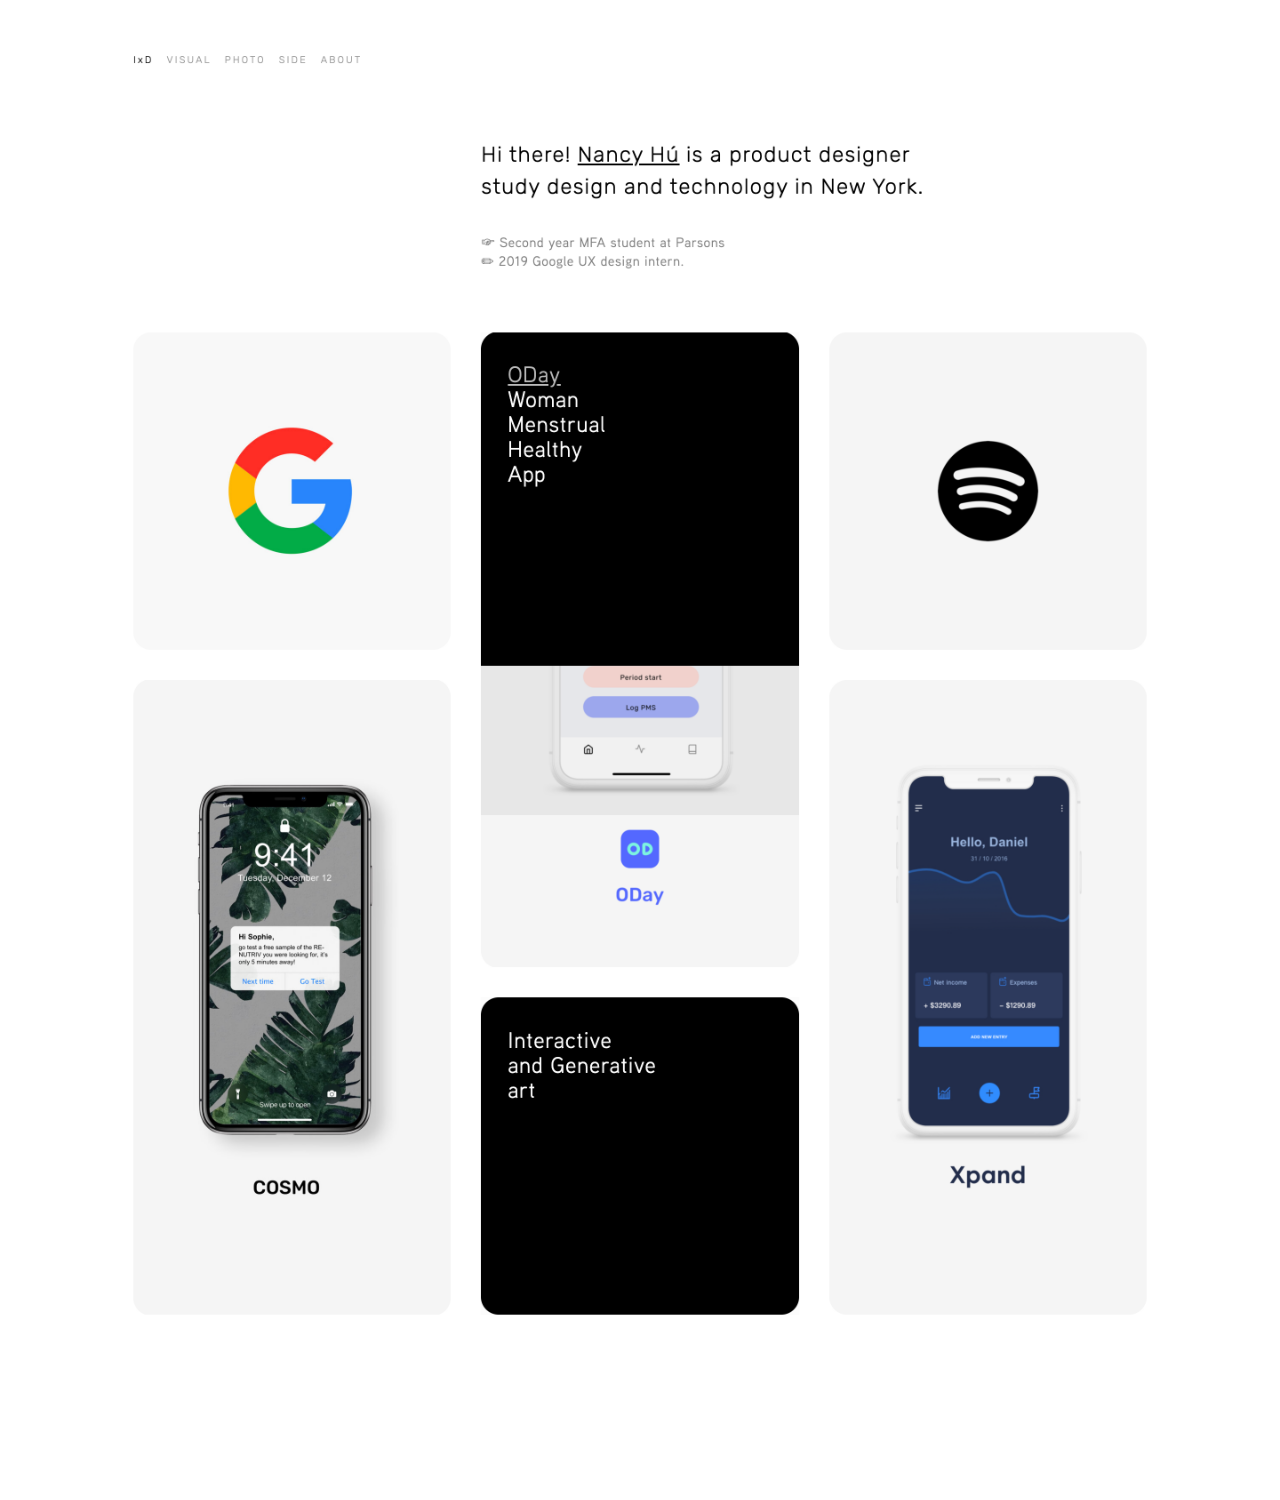 IxD VISUAL PHOTO SIDE ABOUT
Hi there! Nancy Hú is a product designer
study design and technology in New York.
☞ Second year MFA student at Parsons
✏ 2019 Google UX design intern.
ODay
Woman
Menstrual
Healthy
App
Period start
Log PMS
OD
ODay
9:41
Tuesday, December 12
Hi Sophie,
go test a free sample of the RE-
NUTRIV you were looking for, it's
only 5 minutes away!
Next time Go Test
Swipe up to open
COSMO
Interactive
and Generative
art
Hello, Daniel
31 / 10 / 2018
Net income Expenses
+ $3290.89 – $1290.89
ADD NEW ENTRY
Xpand